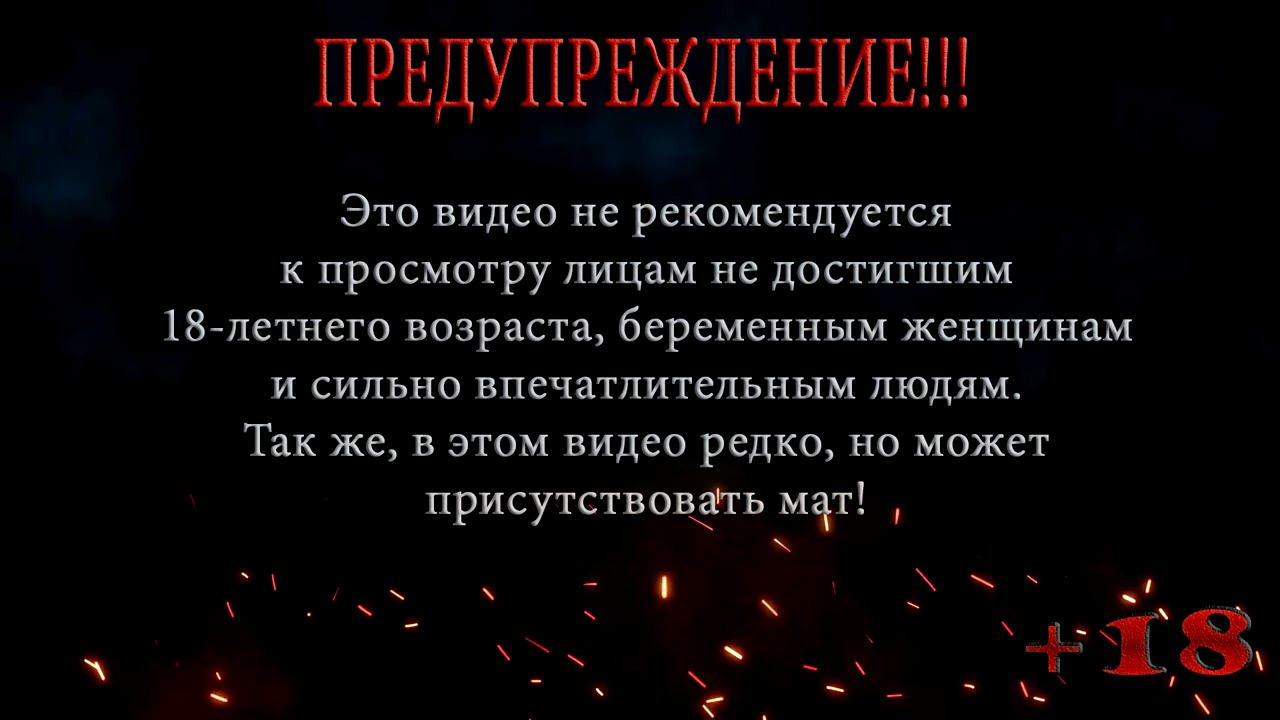 ПРЕДУПРЕЖДЕНИЕ!!!
Это видео не рекомендуется
к просмотру лицам не достигшим
18-летнего возраста, беременным женщинам
и сильно впечатлительным людям.
Так же, в этом видео редко, но может
присутствовать мат!
+18